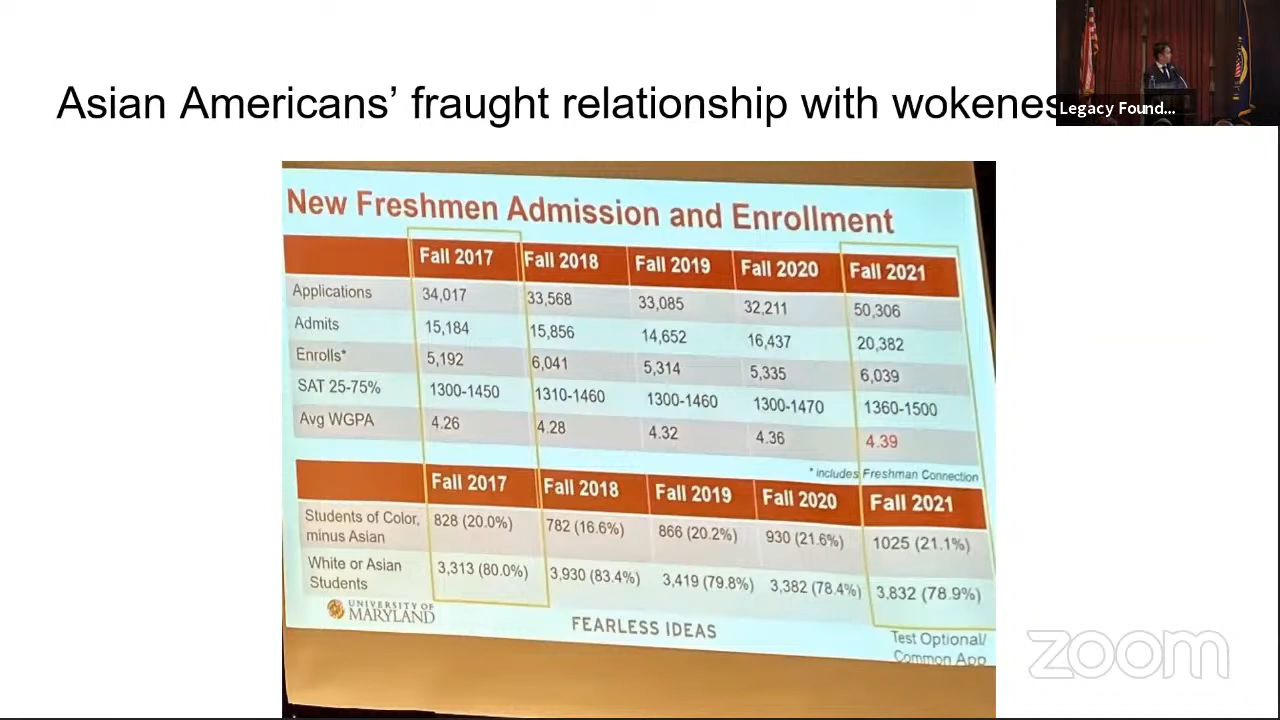 Asian Americans' fraught relationship with wokenes
Legacy Found...
New Freshmen Admission and Enrollment
Fall 2017 Fall 2018 Fall 2019 Fall 2020 Fall 2021
Applications 34,017 33,568 33,085 32,211 50,306
Admits 15,184 15,856 14,652 16,437 20,382
Enrolls* 5,192 6,041 5,314 5,335 6,039
SAT 25-75% 1300-1450 1310-1460 1300-1460 1300-1470 1360-1500
Avg WGPA 4.26 4.28 4.32 4.36 4.39
* includes Freshman Connection
Fall 2017 Fall 2018 Fall 2019 Fall 2020 Fall 2021
Students of Color,
minus Asian 828 (20.0%) 782 (16.6%) 866 (20.2%) 930 (21.6%) 1025 (21.1%)
White or Asian
Students 3,313 (80.0%) 3,930 (83.4%) 3,419 (79.8%) 3,382 (78.4%) 3,832 (78.9%)
UNIVERSITY OF
MARYLAND
FEARLESS IDEAS
Test Optional/
Common App
zoom